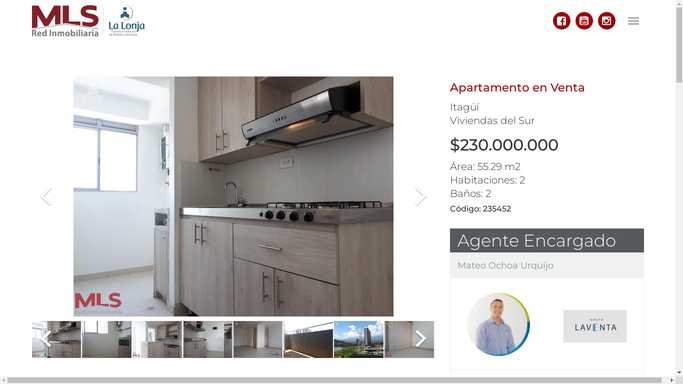 MLS
Red Inmobiliaria
La Lonja
Apartamento en Venta
Itagüí
Viviendas del Sur
$230.000.000
Área: 55.29 m2
Habitaciones: 2
Baños: 2
Código: 235452
Agente Encargado
Mateo Ochoa Urquijo
MLS
GRUPO
LAVENTA